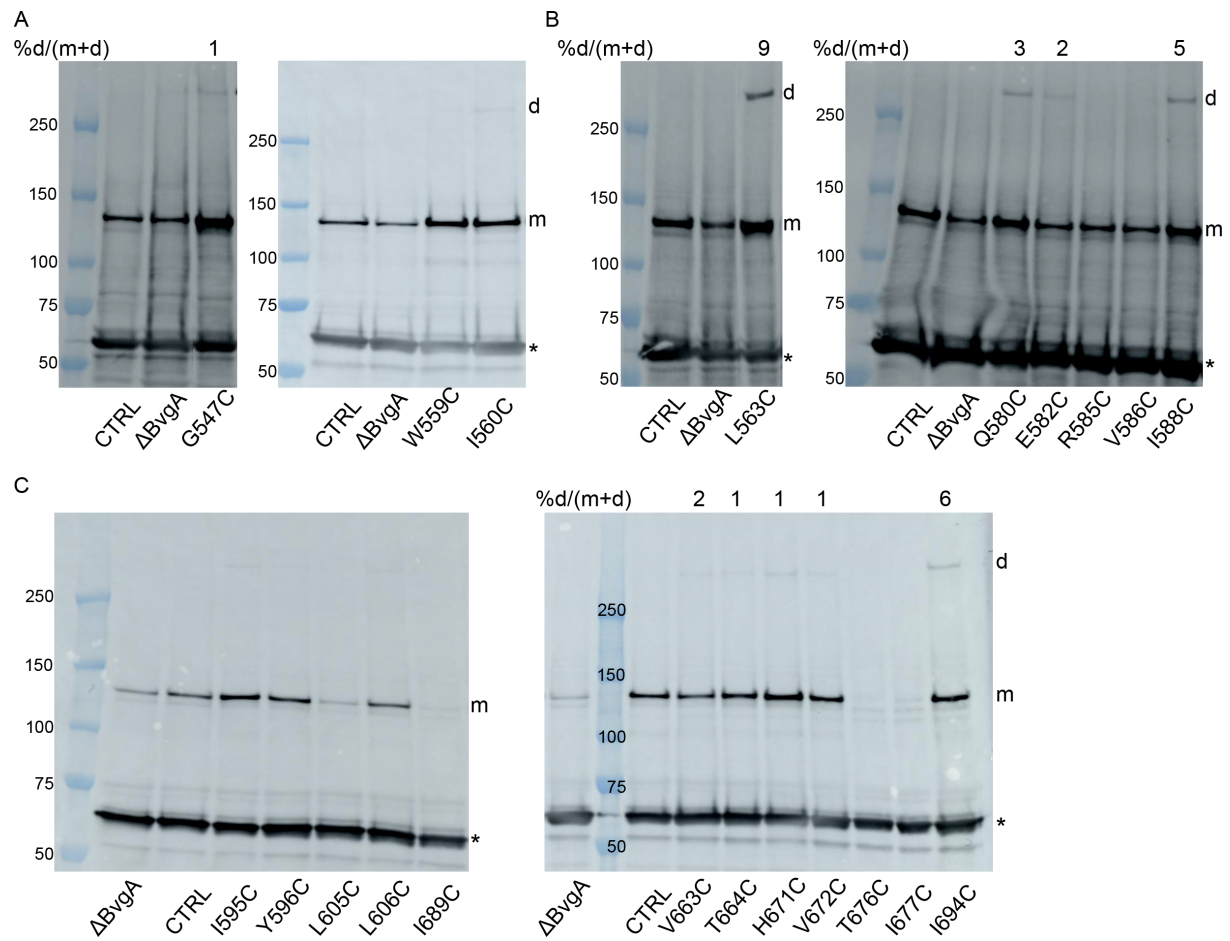 A
%d/(m+d) 1
250
150
100
75
50
CTRL ΔBvgA G547C
250
150
100
75
50
d
m
*
CTRL ΔBvgA W559C I560C
B
%d/(m+d) 9
250
150
100
75
50
d
m
*
CTRL ΔBvgA L563C
3 2 5
250
150
100
75
50
d
m
*
CTRL ΔBvgA Q580C E582C R585C V586C I588C
C
250
150
100
75
50
m
*
ΔBvgA CTRL I595C Y596C L605C L606C I689C
%d/(m+d) 2 1 1 1 6
250
150
100
75
50
d
m
*
ΔBvgA CTRL V663C T664C H671C V672C T676C I677C I694C